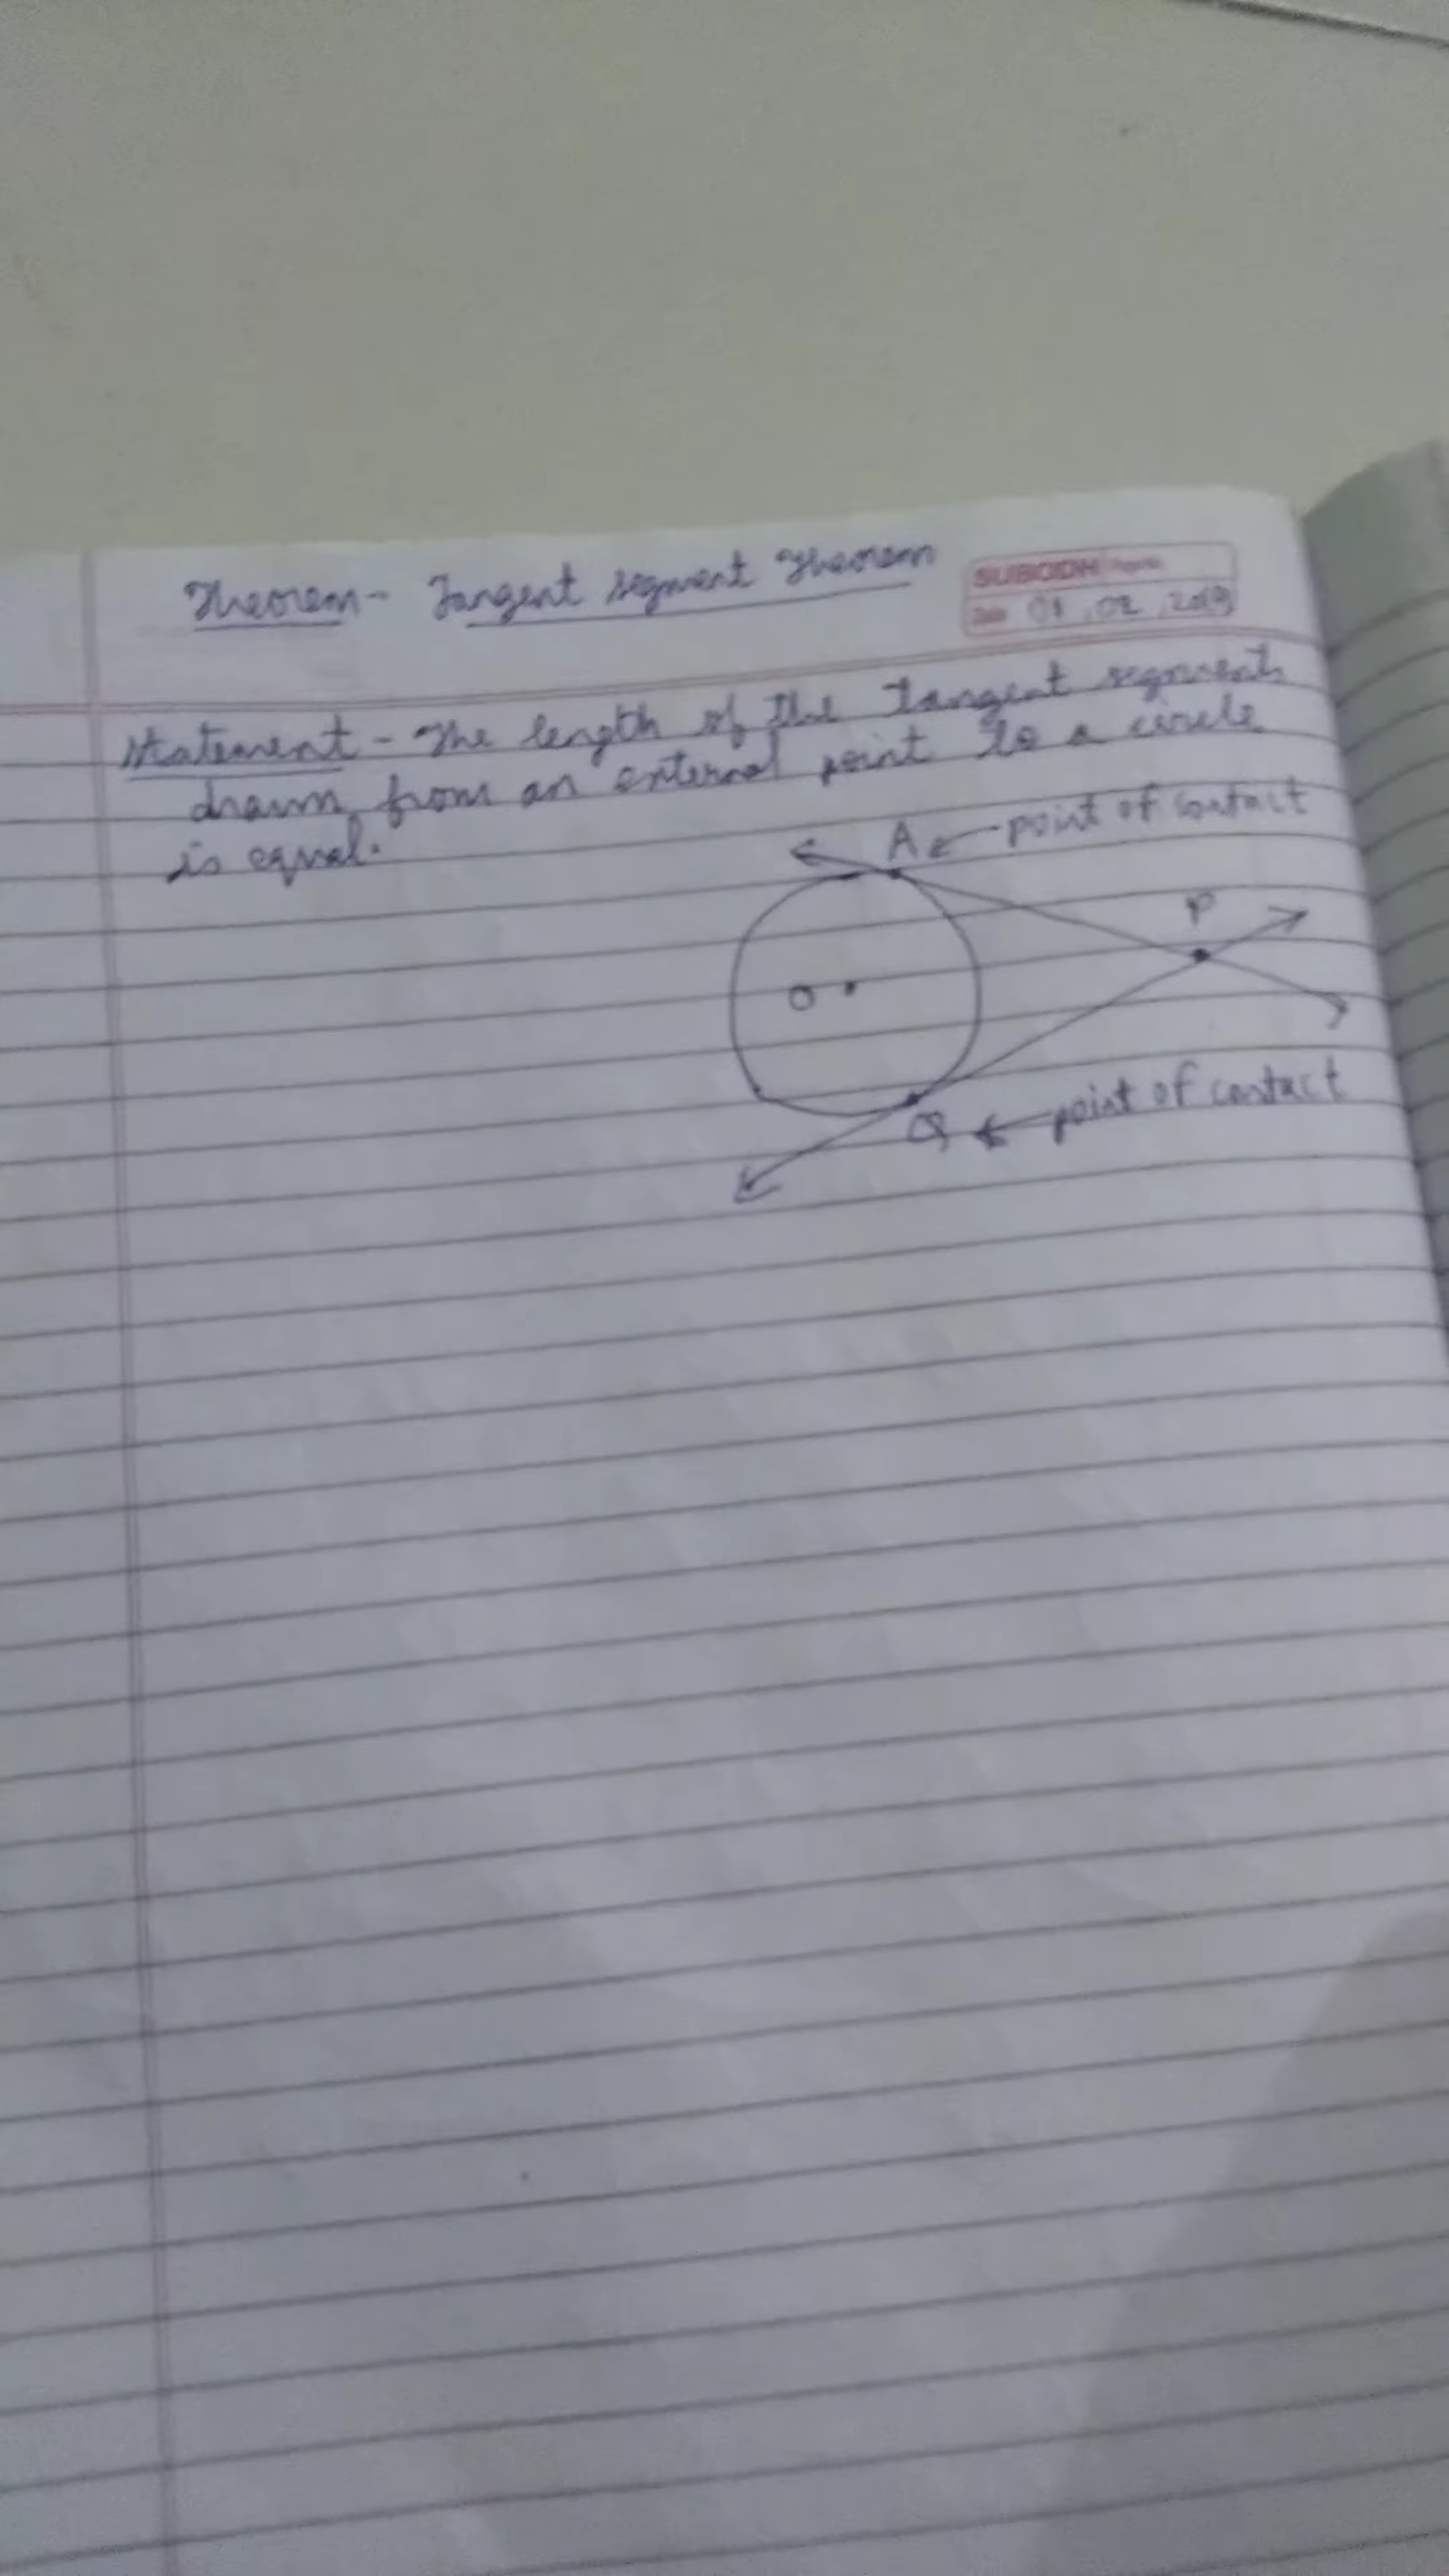 Theorem - Tangent segment Theorem
SUBODH
Date 01 .02 .2019
Statement - The length of the tangent segments
drawn from an external point to a circle
is equal.
A ← point of contact
P
O
Q ← point of contact